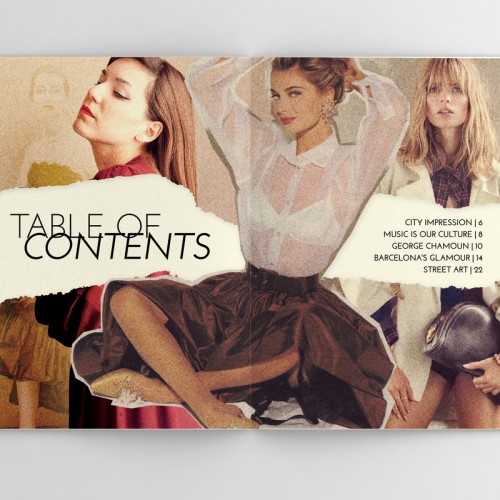 TABLE OF
CONTENTS
CITY IMPRESSION | 6
MUSIC IS OUR CULTURE | 8
GEORGE CHAMOUN | 10
BARCELONA'S GLAMOUR | 14
STREET ART | 22